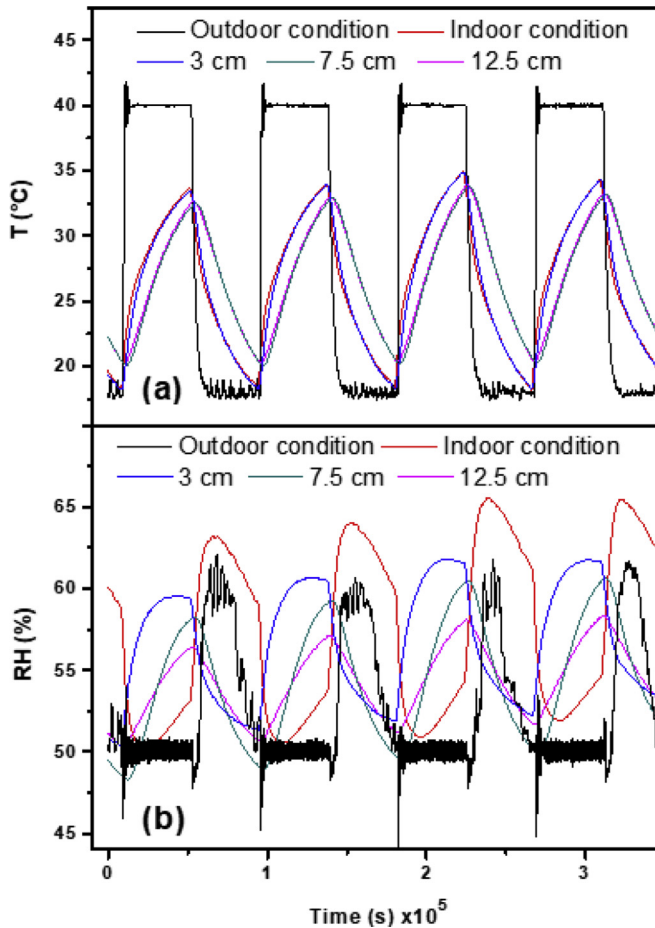 Outdoor condition Indoor condition
3 cm 7.5 cm 12.5 cm
45
40
35
30
25
20
T (°C)
(a)
Outdoor condition Indoor condition
3 cm 7.5 cm 12.5 cm
65
60
55
50
45
RH (%)
(b)
0 1 2 3
Time (s) x10⁵